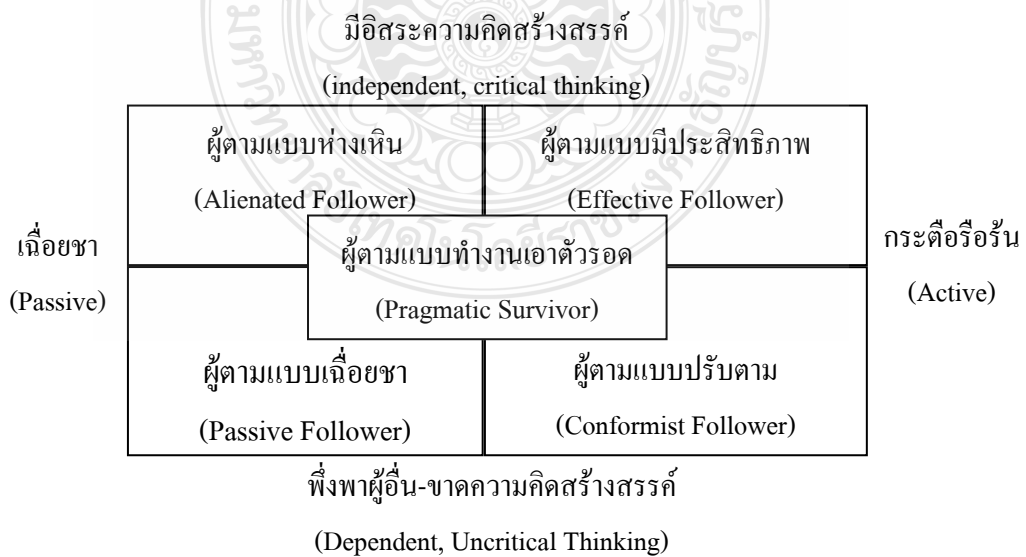 มีอิสระความคิดสร้างสรรค์
(independent, critical thinking)
ผู้ตามแบบห่างเหิน
(Alienated Follower)
ผู้ตามแบบมีประสิทธิภาพ
(Effective Follower)
เฉื่อยชา
(Passive)
ผู้ตามแบบทำงานเอาตัวรอด
(Pragmatic Survivor)
กระตือรือร้น
(Active)
ผู้ตามแบบเฉื่อยชา
(Passive Follower)
ผู้ตามแบบปรับตาม
(Conformist Follower)
พึ่งพาผู้อื่น-ขาดความคิดสร้างสรรค์
(Dependent, Uncritical Thinking)